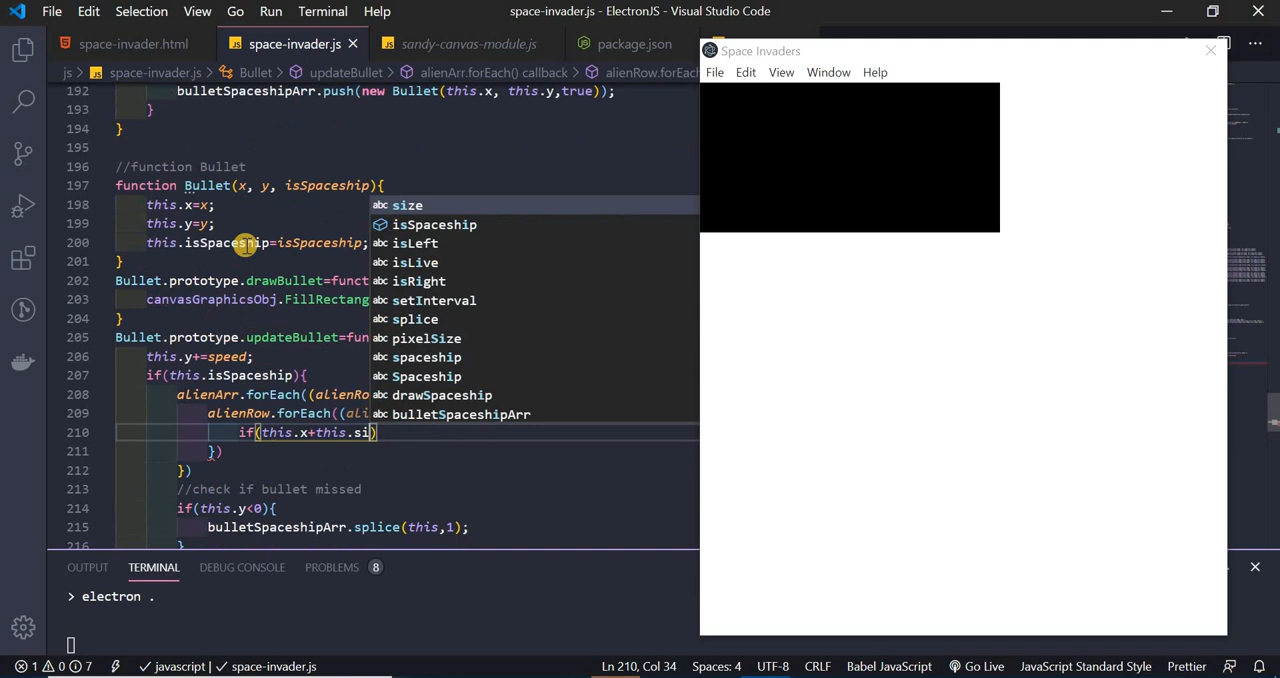 File Edit Selection View Go Run Terminal Help space-invader.js - ElectronJS - Visual Studio Code
space-invader.html space-invader.js sandy-canvas-module.js package.json
js > space-invader.js > Bullet > updateBullet > alienArr.forEach() callback > alienRow.forEach
Space Invaders
File Edit View Window Help
192 bulletSpaceshipArr.push(new Bullet(this.x, this.y,true));
193 }
194 }
195
196 //function Bullet
197 function Bullet(x, y, isSpaceship){
198 this.x=x;
199 this.y=y;
200 this.isSpaceship=isSpaceship;
201 }
202 Bullet.prototype.drawBullet=funct
203 canvasGraphicsObj.FillRectang
204 }
205 Bullet.prototype.updateBullet=fun
206 this.y+=speed;
207 if(this.isSpaceship){
208 alienArr.forEach((alienRo
209 alienRow.forEach((ali
210 if(this.x+this.si)
211 })
212 })
213 //check if bullet missed
214 if(this.y<0){
215 bulletSpaceshipArr.splice(this,1);
216 }
abc size
isSpaceship
abc isLeft
abc isLive
abc isRight
abc setInterval
abc splice
abc pixelSize
abc spaceship
abc Spaceship
abc drawSpaceship
abc bulletSpaceshipArr
OUTPUT TERMINAL DEBUG CONSOLE PROBLEMS 8
> electron .
1 0 7 javascript | space-invader.js Ln 210, Col 34 Spaces: 4 UTF-8 CRLF Babel JavaScript Go Live JavaScript Standard Style Prettier